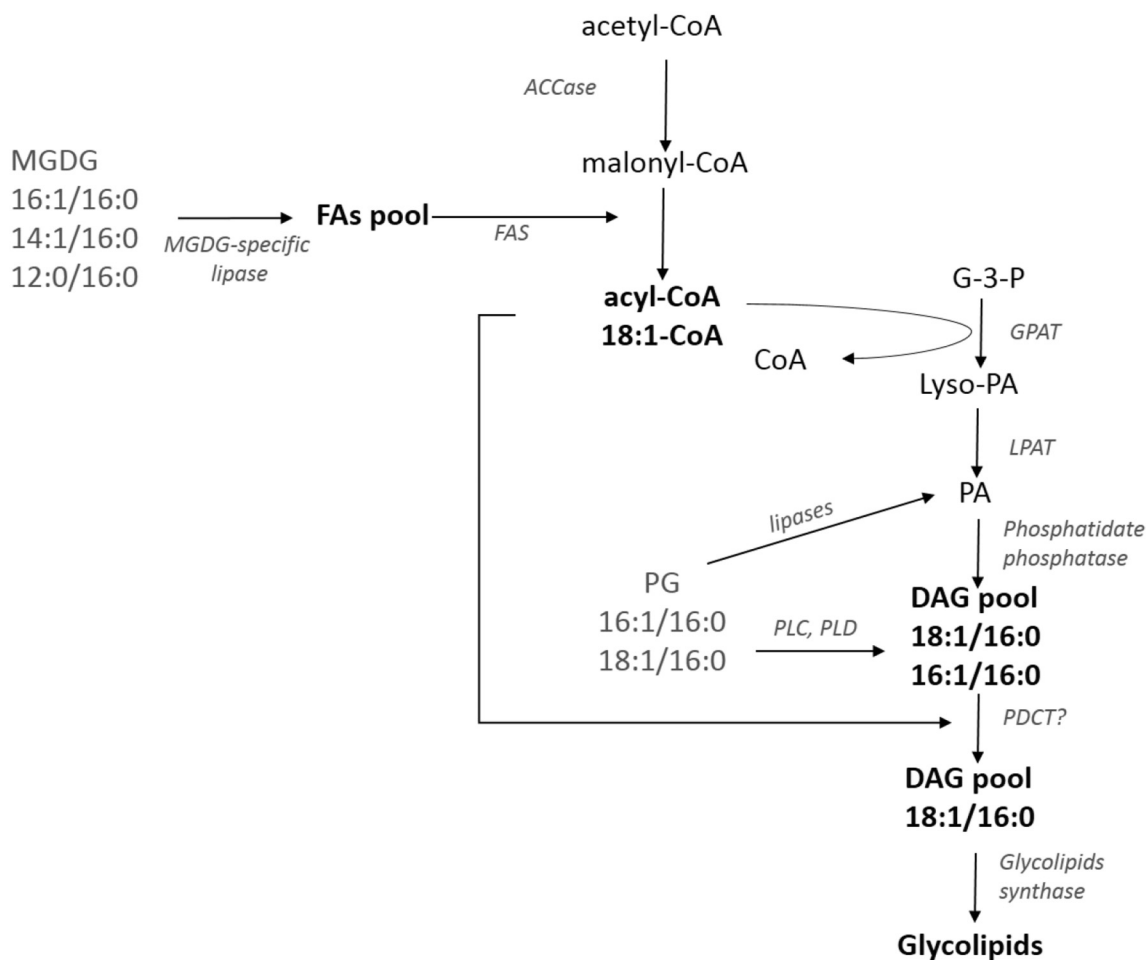 acetyl-CoA
ACCase
malonyl-CoA
MGDG
16:1/16:0
14:1/16:0
12:0/16:0
MGDG-specific
lipase
FAs pool
FAS
acyl-CoA
18:1-CoA
CoA
G-3-P
GPAT
Lyso-PA
LPAT
PA
lipases
Phosphatidate
phosphatase
PG
16:1/16:0
18:1/16:0
PLC, PLD
DAG pool
18:1/16:0
16:1/16:0
PDCT?
DAG pool
18:1/16:0
Glycolipids
synthase
Glycolipids